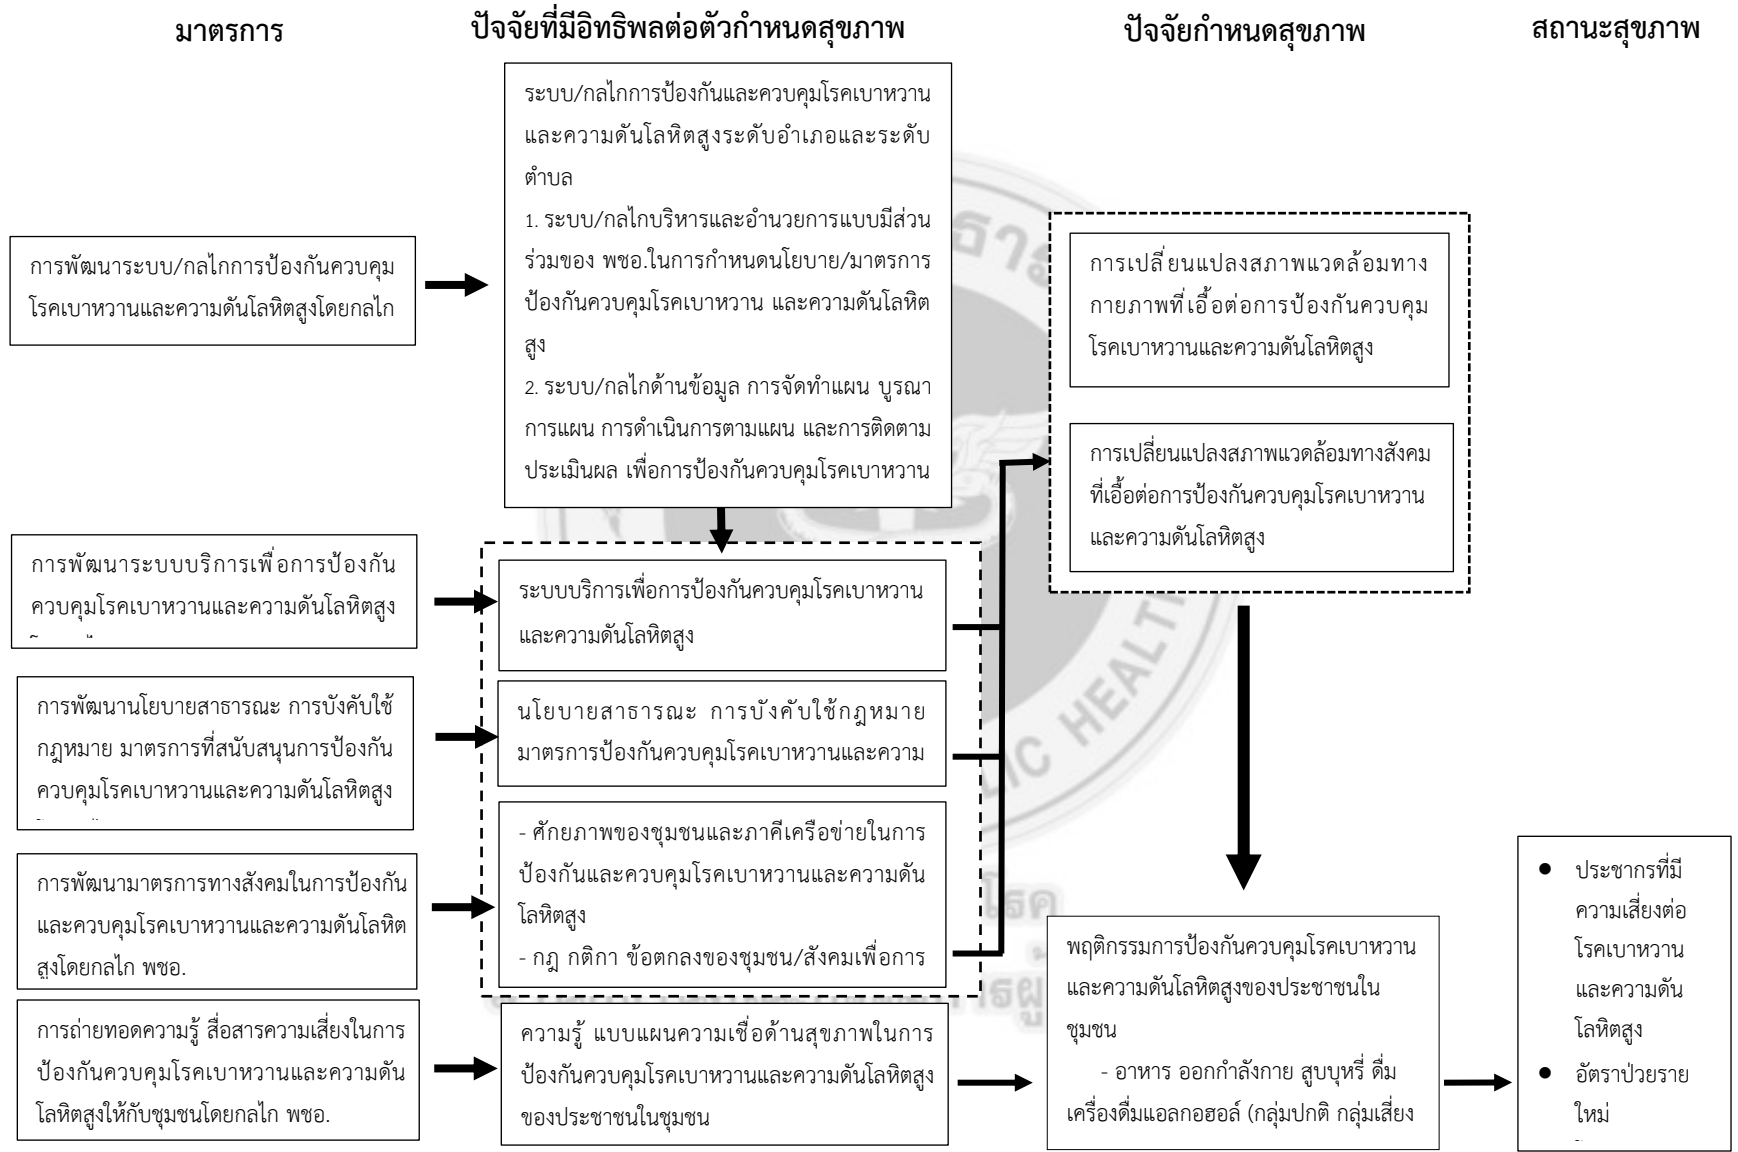 มาตรการ
ปัจจัยที่มีอิทธิพลต่อตัวกำหนดสุขภาพ
ปัจจัยกำหนดสุขภาพ
สถานะสุขภาพ
การพัฒนาระบบ/กลไกการป้องกันควบคุม
โรคเบาหวานและความดันโลหิตสูงโดยกลไก
ระบบ/กลไกการป้องกันและควบคุมโรคเบาหวาน
และความดันโลหิตสูงระดับอำเภอและระดับ
ตำบล
1. ระบบ/กลไกบริหารและอำนวยการแบบมีส่วน
ร่วมของ พชอ.ในการกำหนดนโยบาย/มาตรการ
ป้องกันควบคุมโรคเบาหวาน และความดันโลหิต
สูง
2. ระบบ/กลไกด้านข้อมูล การจัดทำแผน บูรณา
การแผน การดำเนินการตามแผน และการติดตาม
ประเมินผล เพื่อการป้องกันควบคุมโรคเบาหวาน
การเปลี่ยนแปลงสภาพแวดล้อมทาง
กายภาพที่เอื้อต่อการป้องกันควบคุม
โรคเบาหวานและความดันโลหิตสูง
การเปลี่ยนแปลงสภาพแวดล้อมทางสังคม
ที่เอื้อต่อการป้องกันควบคุมโรคเบาหวาน
และความดันโลหิตสูง
การพัฒนาระบบบริการเพื่อการป้องกัน
ควบคุมโรคเบาหวานและความดันโลหิตสูง
ระบบบริการเพื่อการป้องกันควบคุมโรคเบาหวาน
และความดันโลหิตสูง
การพัฒนานโยบายสาธารณะ การบังคับใช้
กฎหมาย มาตรการที่สนับสนุนการป้องกัน
ควบคุมโรคเบาหวานและความดันโลหิตสูง
นโยบายสาธารณะ การบังคับใช้กฎหมาย
มาตรการป้องกันควบคุมโรคเบาหวานและความ
การพัฒนามาตรการทางสังคมในการป้องกัน
และควบคุมโรคเบาหวานและความดันโลหิต
สูงโดยกลไก พชอ.
- ศักยภาพของชุมชนและภาคีเครือข่ายในการ
ป้องกันและควบคุมโรคเบาหวานและความดัน
โลหิตสูง
- กฎ กติกา ข้อตกลงของชุมชน/สังคมเพื่อการ
การถ่ายทอดความรู้ สื่อสารความเสี่ยงในการ
ป้องกันควบคุมโรคเบาหวานและความดัน
โลหิตสูงให้กับชุมชนโดยกลไก พชอ.
ความรู้ แบบแผนความเชื่อด้านสุขภาพในการ
ป้องกันควบคุมโรคเบาหวานและความดันโลหิตสูง
ของประชาชนในชุมชน
พฤติกรรมการป้องกันควบคุมโรคเบาหวาน
และความดันโลหิตสูงของประชาชนใน
ชุมชน
- อาหาร ออกกำลังกาย สูบบุหรี่ ดื่ม
เครื่องดื่มแอลกอฮอล์ (กลุ่มปกติ กลุ่มเสี่ยง
● ประชากรที่มี
ความเสี่ยงต่อ
โรคเบาหวาน
และความดัน
โลหิตสูง
● อัตราป่วยราย
ใหม่